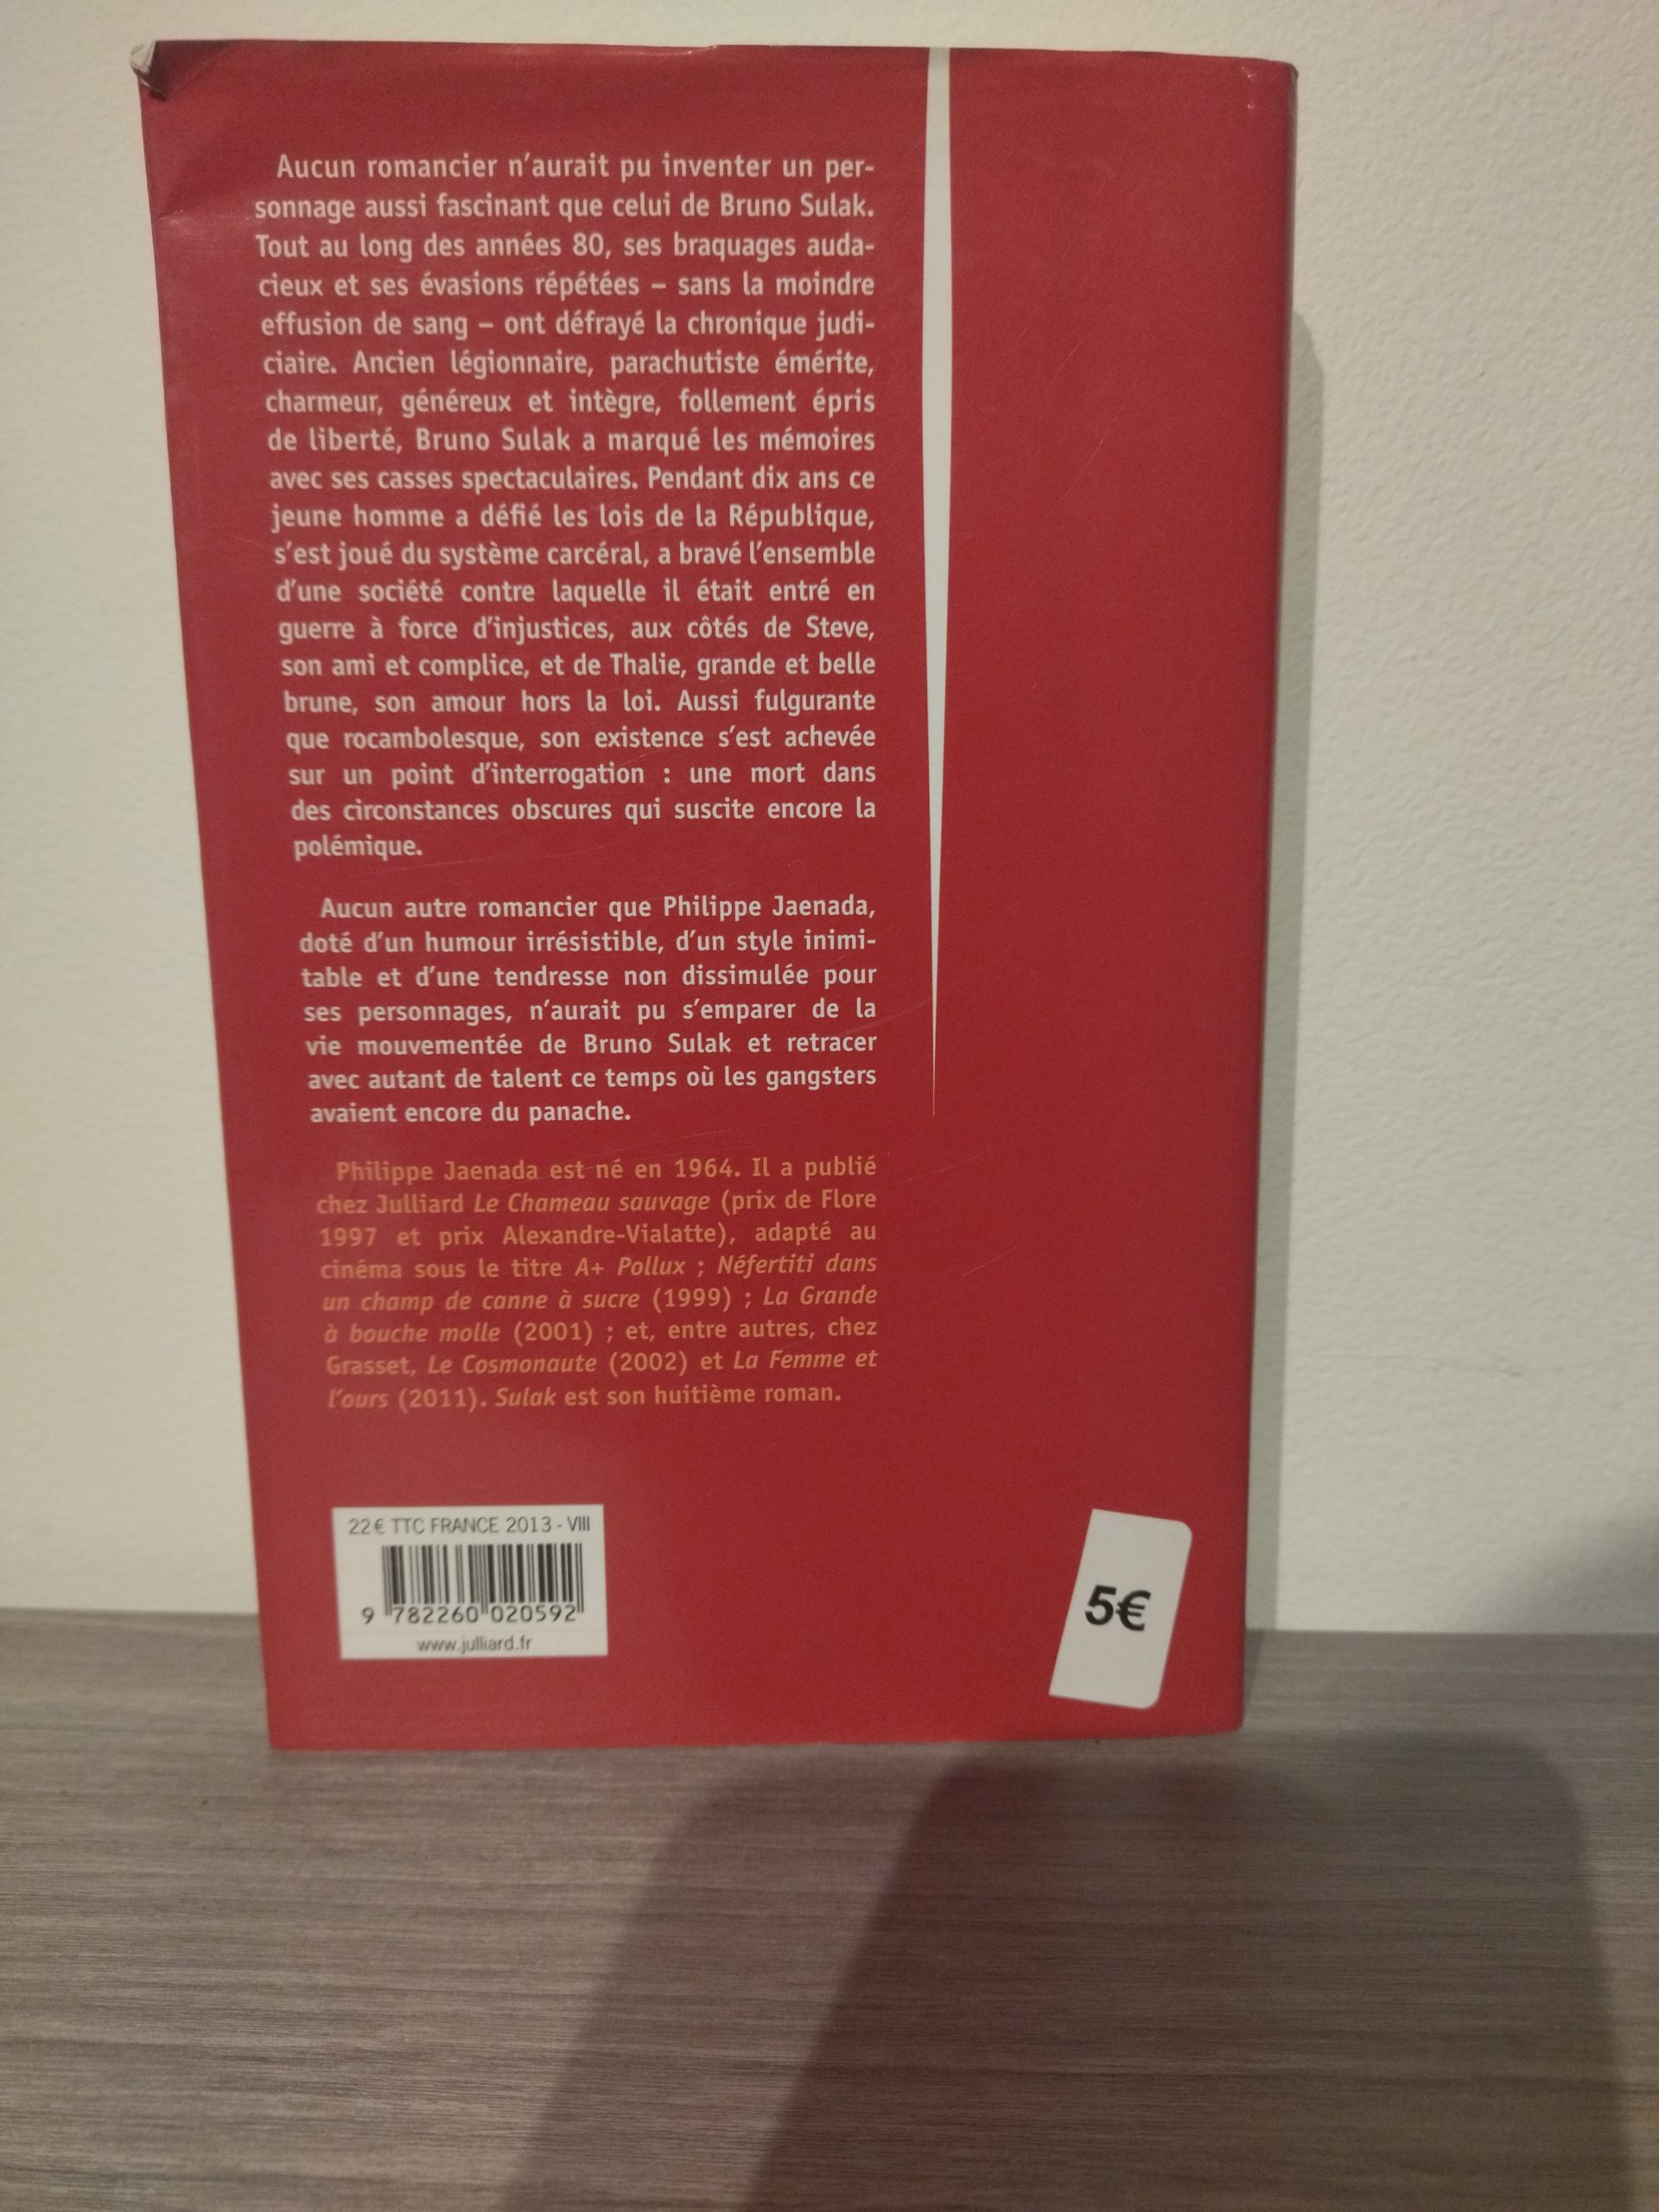 Aucun romancier n'aurait pu inventer un per-
sonnage aussi fascinant que celui de Bruno Sulak.
Tout au long des années 80, ses braquages auda-
cieux et ses évasions répétées – sans la moindre
effusion de sang – ont défrayé la chronique judi-
ciaire. Ancien légionnaire, parachutiste émérite,
charmeur, généreux et intègre, follement épris
de liberté, Bruno Sulak a marqué les mémoires
avec ses casses spectaculaires. Pendant dix ans ce
jeune homme a défié les lois de la République,
s'est joué du système carcéral, a bravé l'ensemble
d'une société contre laquelle il était entré en
guerre à force d'injustices, aux côtés de Steve,
son ami et complice, et de Thalie, grande et belle
brune, son amour hors la loi. Aussi fulgurante
que rocambolesque, son existence s'est achevée
sur un point d'interrogation : une mort dans
des circonstances obscures qui suscite encore la
polémique.
Aucun autre romancier que Philippe Jaenada,
doté d'un humour irrésistible, d'un style inimi-
table et d'une tendresse non dissimulée pour
ses personnages, n'aurait pu s'emparer de la
vie mouvementée de Bruno Sulak et retracer
avec autant de talent ce temps où les gangsters
avaient encore du panache.
Philippe Jaenada est né en 1964. Il a publié
chez Julliard Le Chameau sauvage (prix de Flore
1997 et prix Alexandre-Vialatte), adapté au
cinéma sous le titre A+ Pollux ; Néfertiti dans
un champ de canne à sucre (1999) ; La Grande
à bouche molle (2001) ; et, entre autres, chez
Grasset, Le Cosmonaute (2002) et La Femme et
l'ours (2011). Sulak est son huitième roman.
22€ TTC FRANCE 2013 - VIII
9 782260 020592
www.julliard.fr
5€